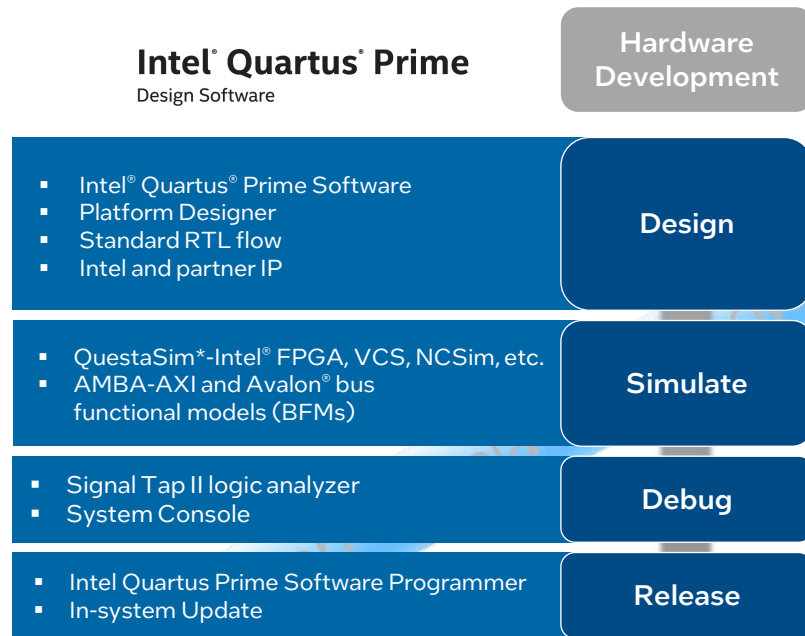 Intel® Quartus® Prime
Design Software
Hardware
Development
▪ Intel® Quartus® Prime Software
▪ Platform Designer
▪ Standard RTL flow
▪ Intel and partner IP
Design
▪ QuestaSim*-Intel® FPGA, VCS, NCSim, etc.
▪ AMBA-AXI and Avalon® bus
functional models (BFMs)
Simulate
▪ Signal Tap II logic analyzer
▪ System Console
Debug
▪ Intel Quartus Prime Software Programmer
▪ In-system Update
Release